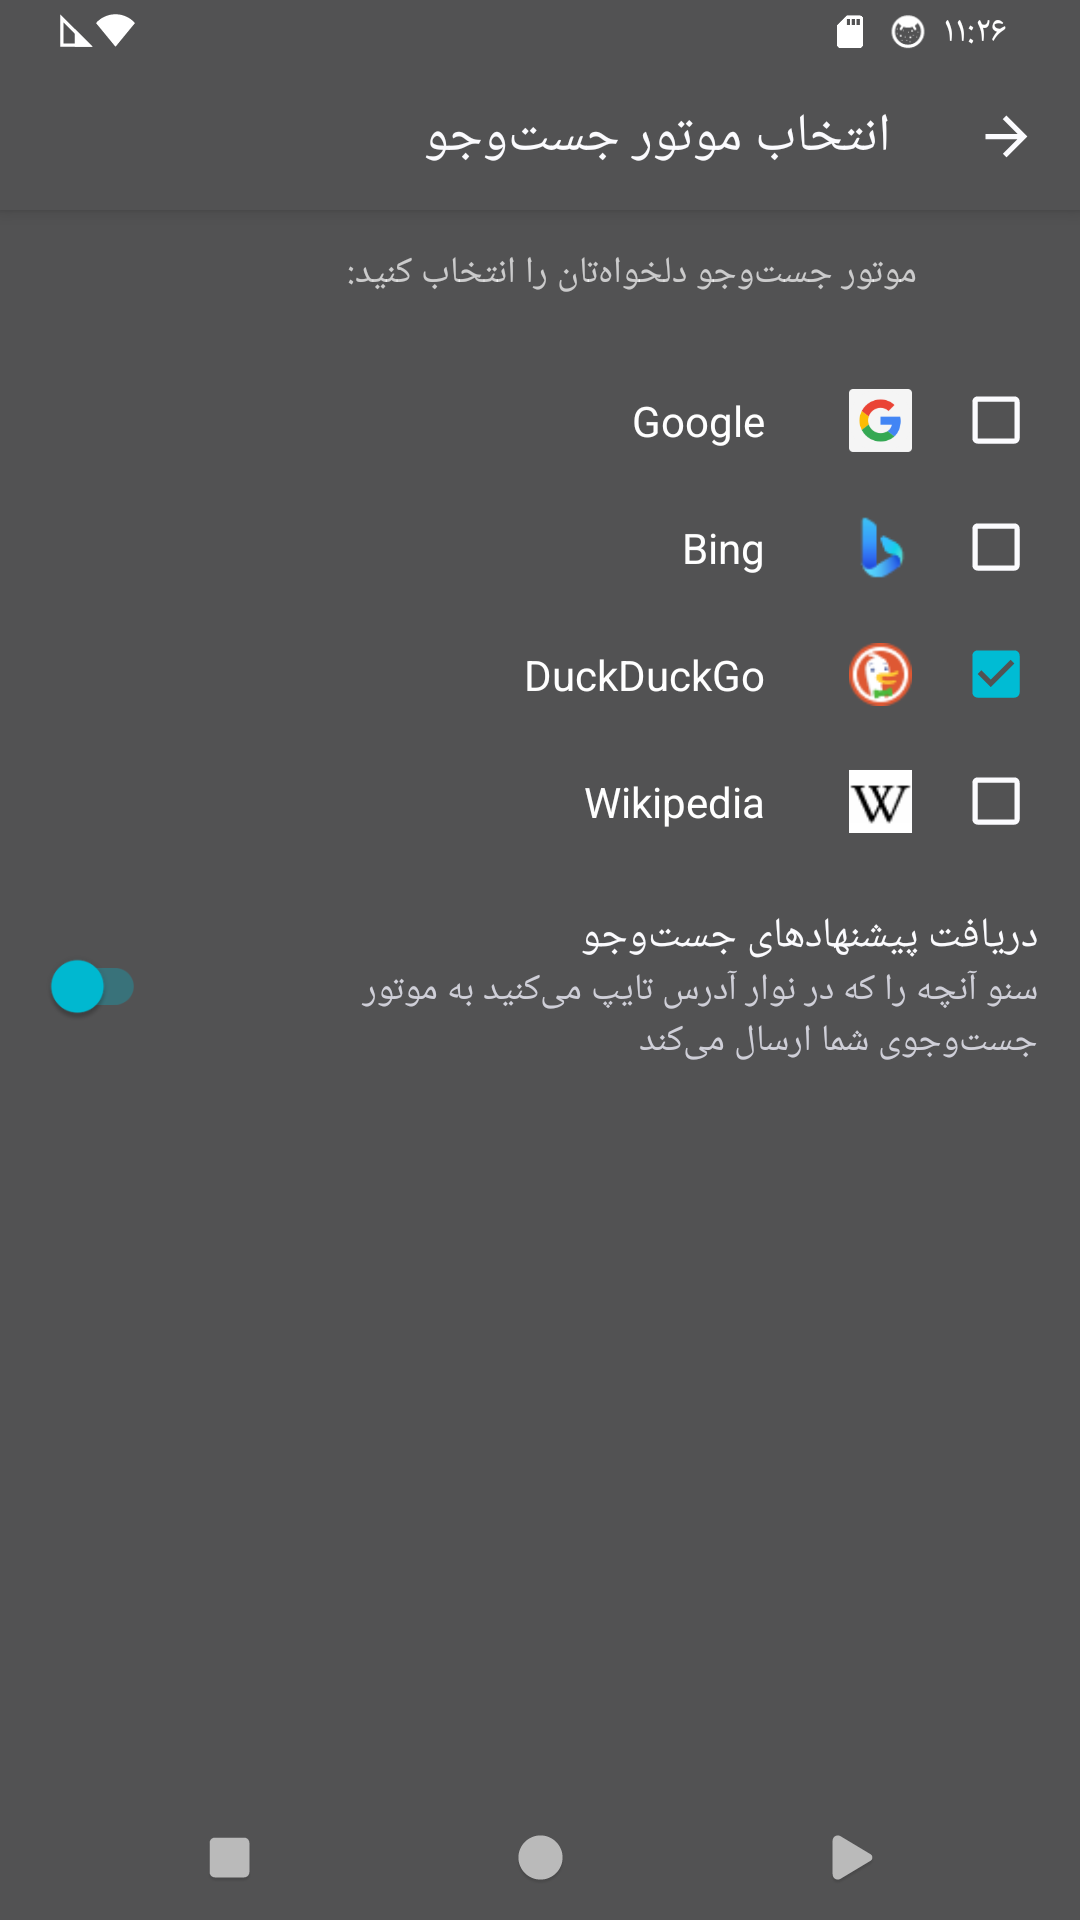 ۱۱:۲۶
انتخاب موتور جست‌وجو
موتور جست‌وجو دلخواه‌تان را انتخاب کنید:
Google
Bing
DuckDuckGo
W
Wikipedia
دریافت پیشنهادهای جست‌وجو
سنو آنچه را که در نوار آدرس تایپ می‌کنید به موتور
جست‌وجوی شما ارسال می‌کند